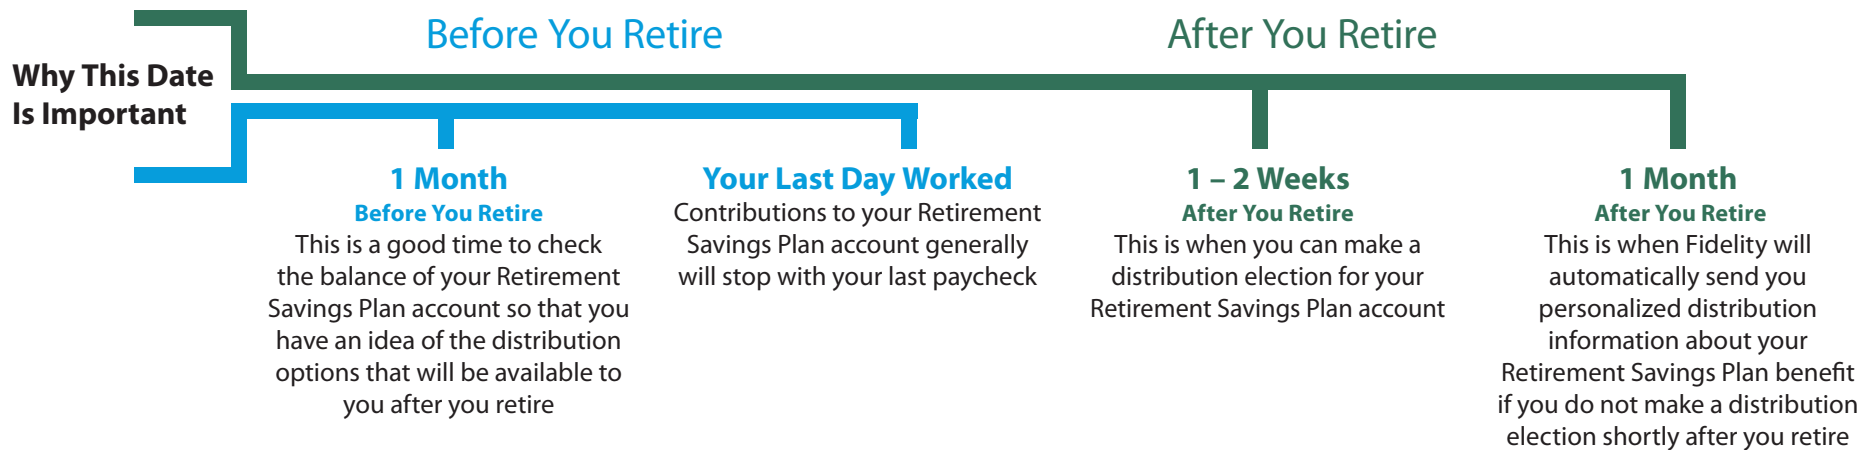 Before You Retire
After You Retire
Why This Date
Is Important
1 Month
Before You Retire
This is a good time to check
the balance of your Retirement
Savings Plan account so that you
have an idea of the distribution
options that will be available to
you after you retire
Your Last Day Worked
Contributions to your Retirement
Savings Plan account generally
will stop with your last paycheck
1 – 2 Weeks
After You Retire
This is when you can make a
distribution election for your
Retirement Savings Plan account
1 Month
After You Retire
This is when Fidelity will
automatically send you
personalized distribution
information about your
Retirement Savings Plan benefit
if you do not make a distribution
election shortly after you retire